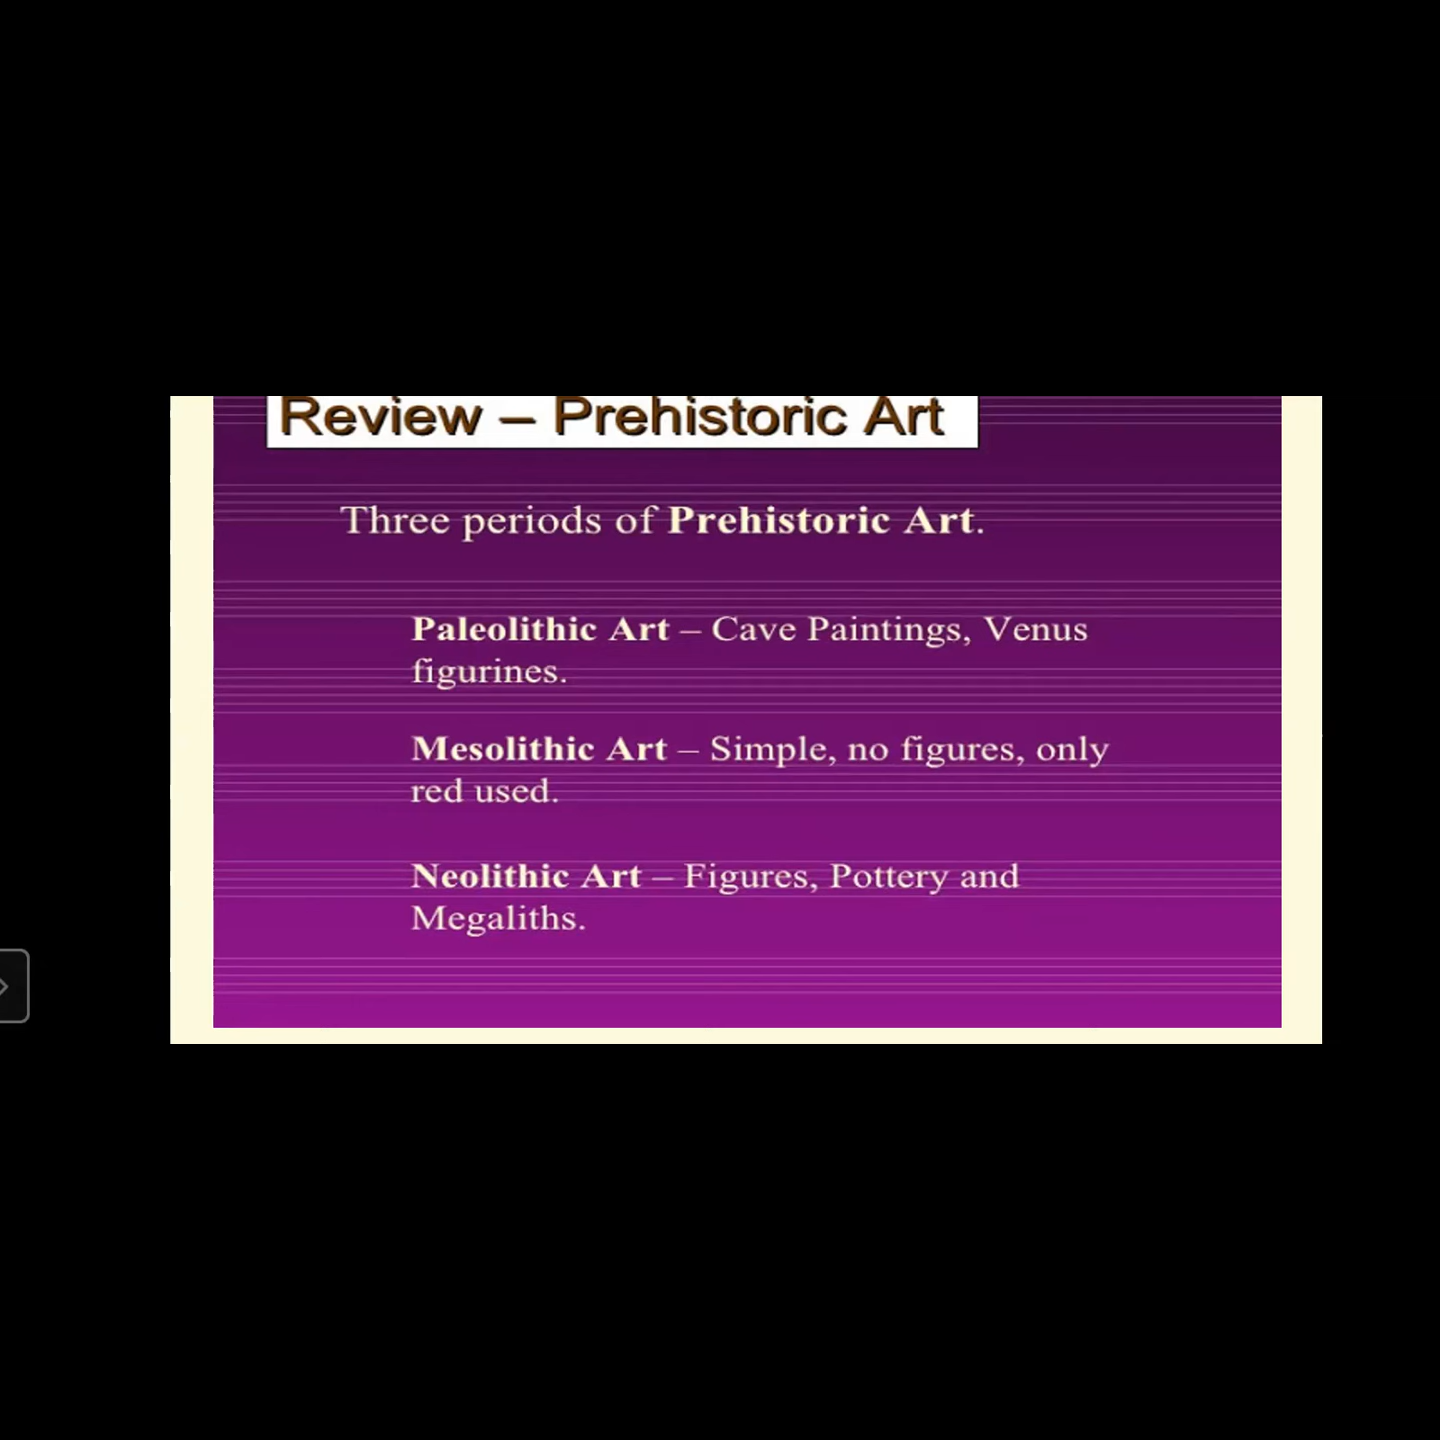 Review – Prehistoric Art
Three periods of Prehistoric Art.
Paleolithic Art – Cave Paintings, Venus
figurines.
Mesolithic Art – Simple, no figures, only
red used.
Neolithic Art – Figures, Pottery and
Megaliths.